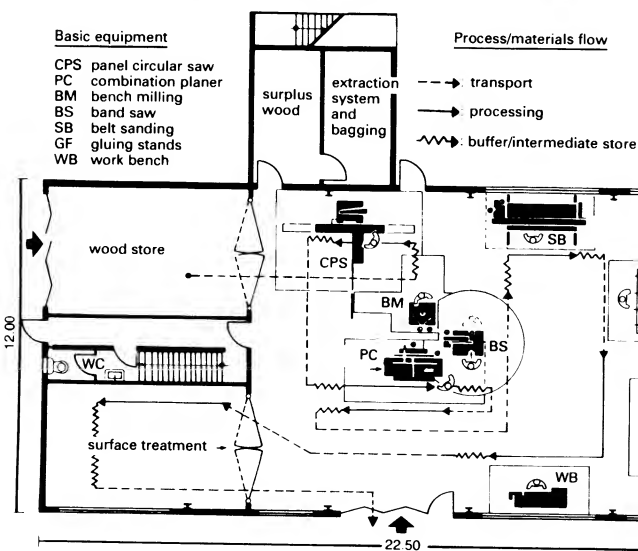 Basic equipment
CPS panel circular saw
PC combination planer
BM bench milling
BS band saw
SB belt sanding
GF gluing stands
WB work bench
surplus
wood
extraction
system
and
bagging
Process/materials flow
: transport
: processing
: buffer/intermediate store
wood store
CPS
SB
BM
BS
PC
12.00
WC
surface treatment
WB
22.50